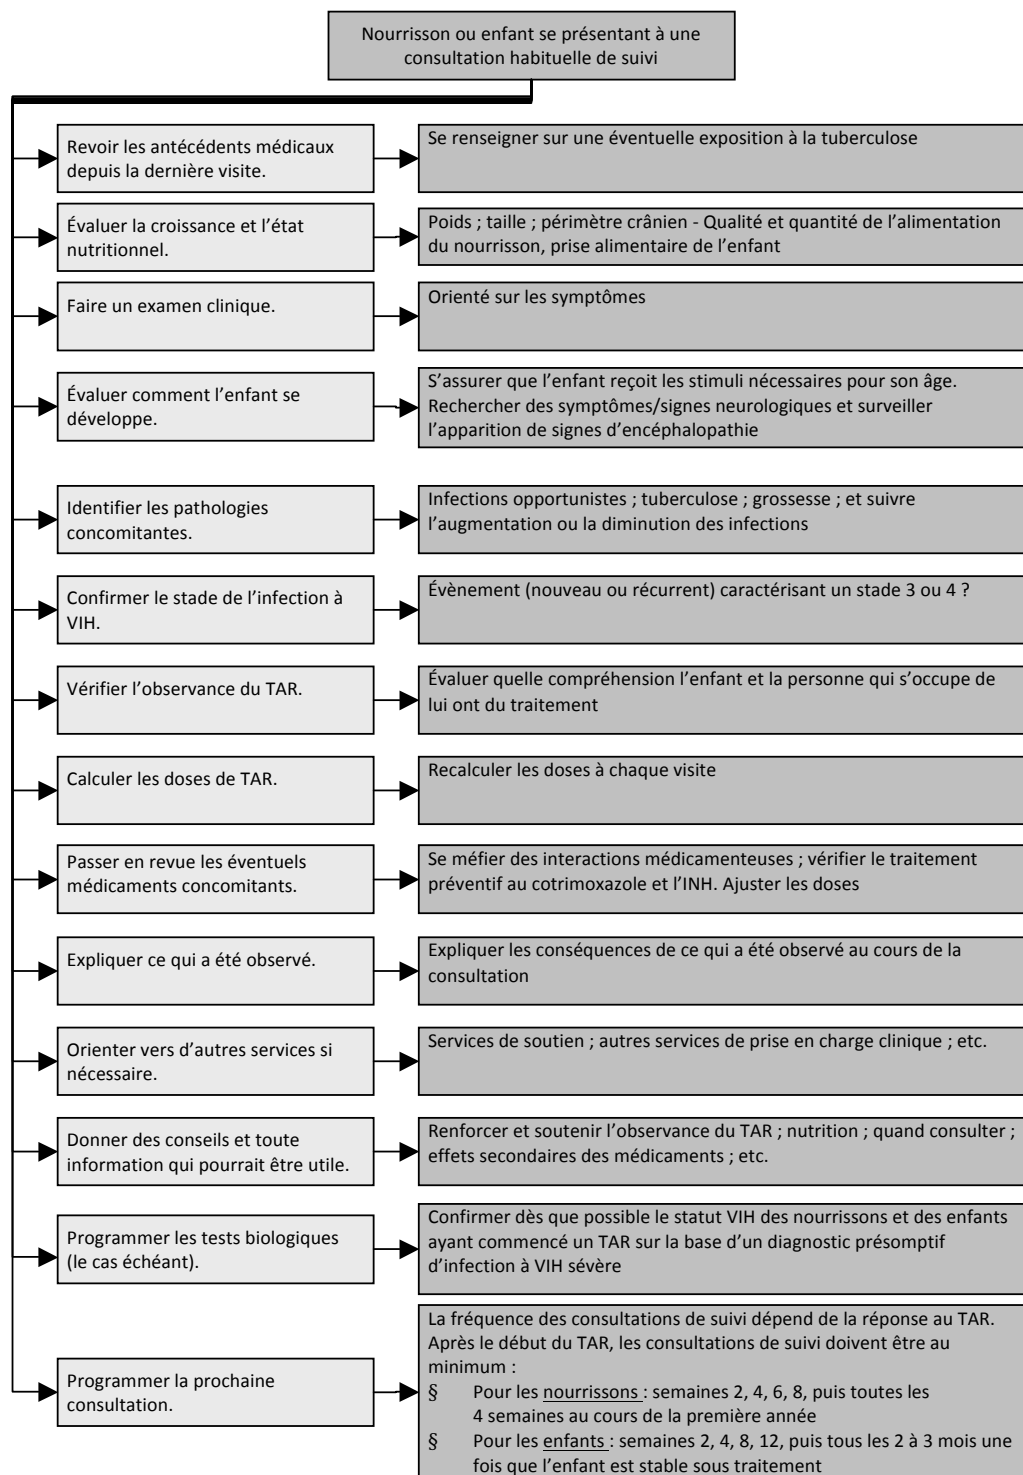 Nourrisson ou enfant se présentant à une
consultation habituelle de suivi
Revoir les antécédents médicaux
depuis la dernière visite.
Se renseigner sur une éventuelle exposition à la tuberculose
Évaluer la croissance et l’état
nutritionnel.
Poids ; taille ; périmètre crânien - Qualité et quantité de l’alimentation
du nourrisson, prise alimentaire de l’enfant
Faire un examen clinique.
Orienté sur les symptômes
Évaluer comment l’enfant se
développe.
S’assurer que l’enfant reçoit les stimuli nécessaires pour son âge.
Rechercher des symptômes/signes neurologiques et surveiller
l’apparition de signes d’encéphalopathie
Identifier les pathologies
concomitantes.
Infections opportunistes ; tuberculose ; grossesse ; et suivre
l’augmentation ou la diminution des infections
Confirmer le stade de l’infection à
VIH.
Évènement (nouveau ou récurrent) caractérisant un stade 3 ou 4 ?
Vérifier l’observance du TAR.
Évaluer quelle compréhension l’enfant et la personne qui s’occupe de
lui ont du traitement
Calculer les doses de TAR.
Recalculer les doses à chaque visite
Passer en revue les éventuels
médicaments concomitants.
Se méfier des interactions médicamenteuses ; vérifier le traitement
préventif au cotrimoxazole et l’INH. Ajuster les doses
Expliquer ce qui a été observé.
Expliquer les conséquences de ce qui a été observé au cours de la
consultation
Orienter vers d’autres services si
nécessaire.
Services de soutien ; autres services de prise en charge clinique ; etc.
Donner des conseils et toute
information qui pourrait être utile.
Renforcer et soutenir l’observance du TAR ; nutrition ; quand consulter ;
effets secondaires des médicaments ; etc.
Programmer les tests biologiques
(le cas échéant).
Confirmer dès que possible le statut VIH des nourrissons et des enfants
ayant commencé un TAR sur la base d’un diagnostic présomptif
d’infection à VIH sévère
Programmer la prochaine
consultation.
La fréquence des consultations de suivi dépend de la réponse au TAR.
Après le début du TAR, les consultations de suivi doivent être au
minimum :
§ Pour les nourrissons : semaines 2, 4, 6, 8, puis toutes les
4 semaines au cours de la première année
§ Pour les enfants : semaines 2, 4, 8, 12, puis tous les 2 à 3 mois une
fois que l’enfant est stable sous traitement